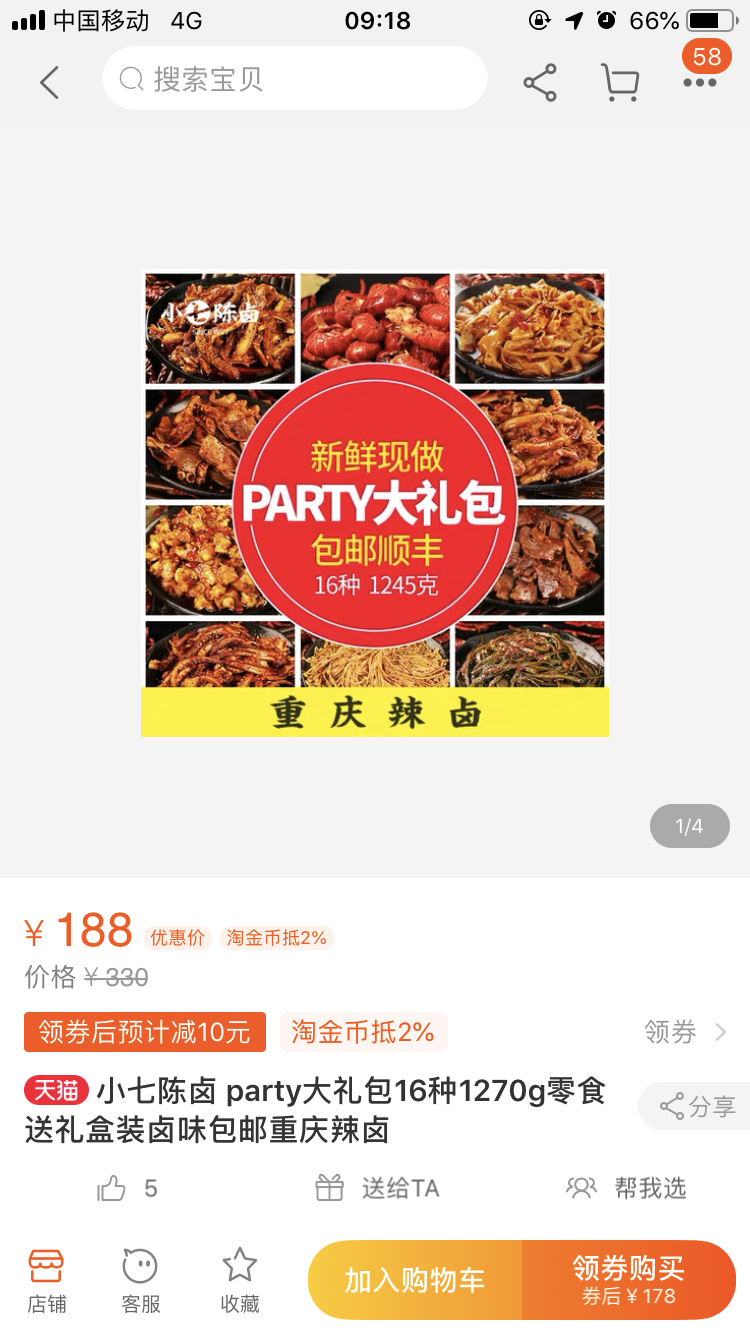 中国移动 4G 09:18 66%
58
搜索宝贝
小七陈卤
SINCE 1997
新鲜现做
PARTY大礼包
包邮顺丰
16种 1245克
重庆辣卤
1/4
¥ 188 优惠价 淘金币抵2%
价格 ¥ 330
领券后预计减10元 淘金币抵2% 领券
天猫 小七陈卤 party大礼包16种1270g零食
送礼盒装卤味包邮重庆辣卤
分享
5 送给TA 帮我选
店铺 客服 收藏 加入购物车 领券购买
券后 ¥ 178